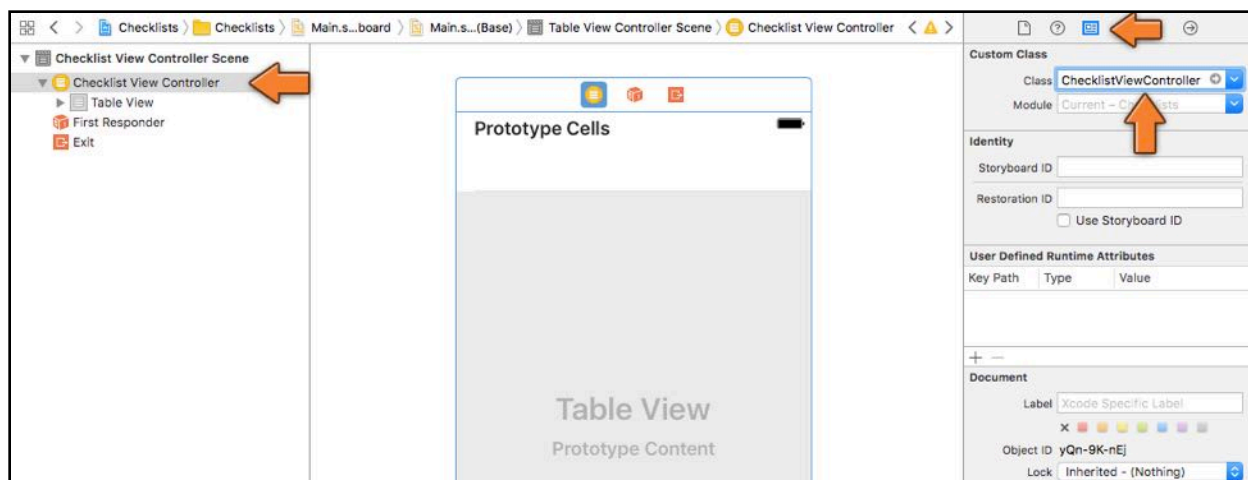 Checklists Checklists Main.s...board Main.s...(Base) Table View Controller Scene Checklist View Controller
Checklist View Controller Scene
Checklist View Controller
Table View
First Responder
Exit
Prototype Cells
Table View
Prototype Content
Custom Class
Class ChecklistViewController
Module Current –
Identity
Storyboard ID
Restoration ID
Use Storyboard ID
User Defined Runtime Attributes
Key Path Type Value
Document
Label Xcode Specific Label
Object ID yQn-9K-nEj
Lock Inherited - (Nothing)